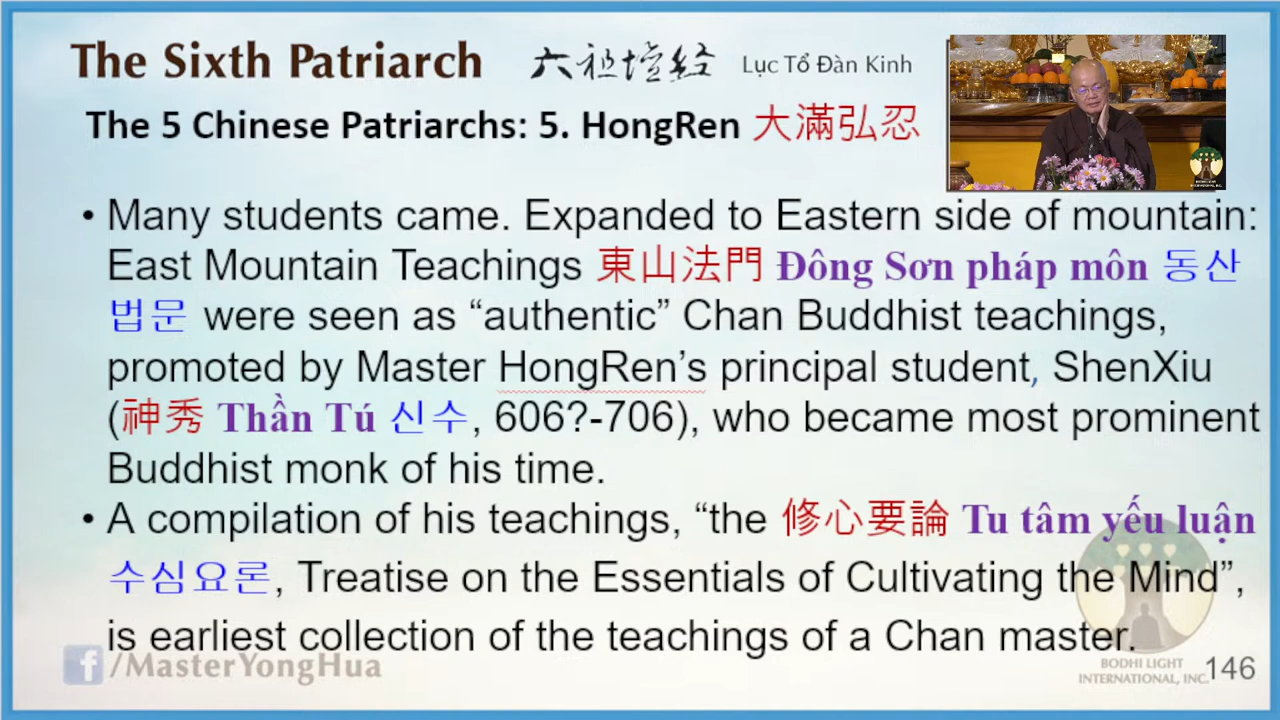 The Sixth Patriarch 六祖壇经 Lục Tổ Đàn Kinh
The 5 Chinese Patriarchs: 5. HongRen 大滿弘忍
• Many students came. Expanded to Eastern side of mountain:
East Mountain Teachings 東山法門 Đông Sơn pháp môn 동산
법문 were seen as “authentic” Chan Buddhist teachings,
promoted by Master HongRen’s principal student, ShenXiu
(神秀 Thần Tú 신수, 606?-706), who became most prominent
Buddhist monk of his time.
• A compilation of his teachings, “the 修心要論 Tu tâm yếu luận
수심요론, Treatise on the Essentials of Cultivating the Mind”,
is earliest collection of the teachings of a Chan master.
f/MasterYongHua
BODHI LIGHT
INTERNATIONAL, INC.
146
BODHI LIGHT
INTERNATIONAL, INC.